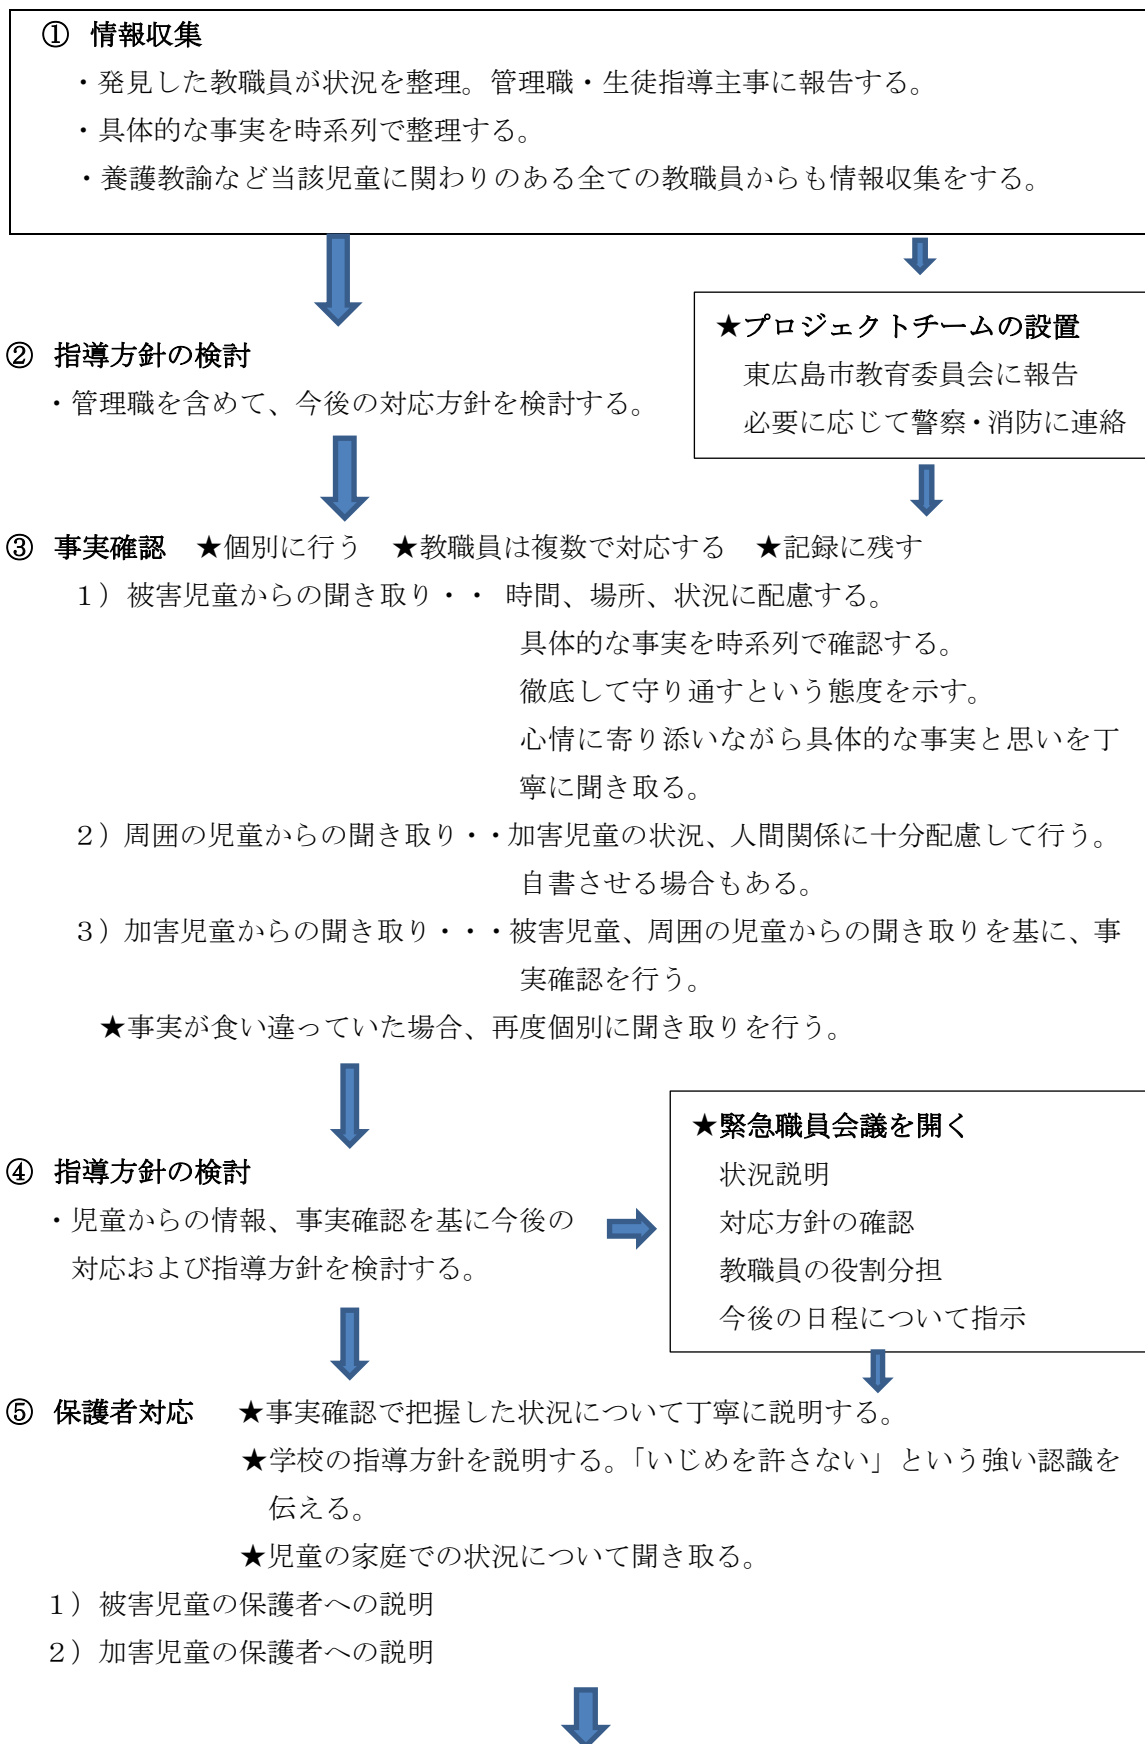 ① 情報収集
・発見した教職員が状況を整理。管理職・生徒指導主事に報告する。
・具体的な事実を時系列で整理する。
・養護教諭など当該児童に関わりのある全ての教職員からも情報収集をする。
★プロジェクトチームの設置
東広島市教育委員会に報告
必要に応じて警察・消防に連絡
② 指導方針の検討
・管理職を含めて、今後の対応方針を検討する。
③ 事実確認 ★個別に行う ★教職員は複数で対応する ★記録に残す
１）被害児童からの聞き取り・・ 時間、場所、状況に配慮する。
具体的な事実を時系列で確認する。
徹底して守り通すという態度を示す。
心情に寄り添いながら具体的な事実と思いを丁
寧に聞き取る。
２）周囲の児童からの聞き取り・・加害児童の状況、人間関係に十分配慮して行う。
自書させる場合もある。
３）加害児童からの聞き取り・・・被害児童、周囲の児童からの聞き取りを基に、事
実確認を行う。
★事実が食い違っていた場合、再度個別に聞き取りを行う。
④ 指導方針の検討
・児童からの情報、事実確認を基に今後の
対応および指導方針を検討する。
★緊急職員会議を開く
状況説明
対応方針の確認
教職員の役割分担
今後の日程について指示
⑤ 保護者対応 ★事実確認で把握した状況について丁寧に説明する。
★学校の指導方針を説明する。「いじめを許さない」という強い認識を
伝える。
★児童の家庭での状況について聞き取る。
１）被害児童の保護者への説明
２）加害児童の保護者への説明